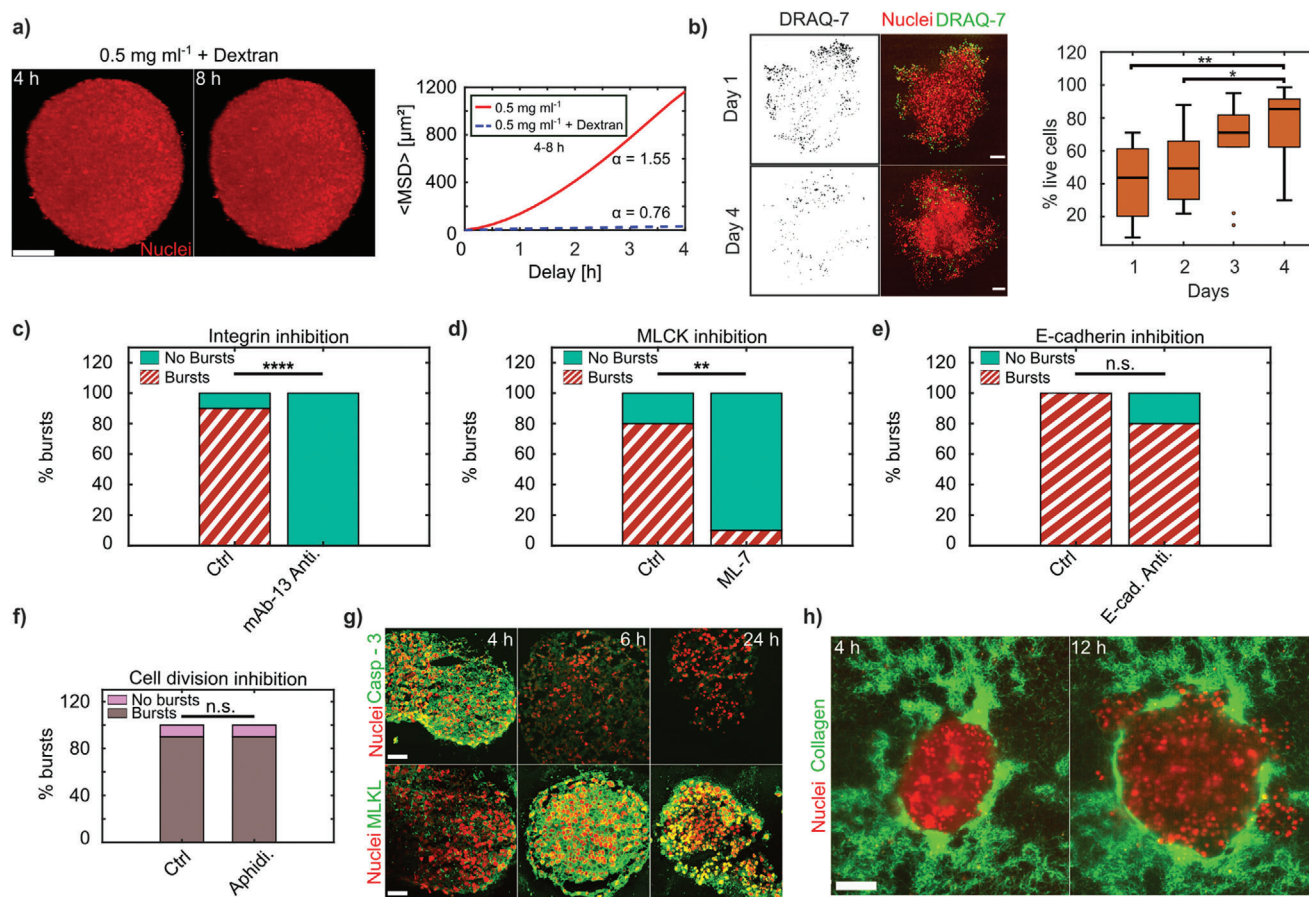 a)
0.5 mg ml⁻¹ + Dextran
4 h
8 h
Nuclei
<MSD> [μm²]
1200
800
400
0
0.5 mg ml⁻¹
0.5 mg ml⁻¹ + Dextran
4-8 h
α = 1.55
α = 0.76
0 1 2 3 4
Delay [h]
b)
DRAQ-7
Nuclei DRAQ-7
Day 1
Day 4
% live cells
120
100
80
60
40
20
**
*
1 2 3 4
Days
c)
Integrin inhibition
No Bursts
Bursts
****
% bursts
120
100
80
60
40
20
0
Ctrl
mAb-13 Anti.
d)
MLCK inhibition
No Bursts
Bursts
**
% bursts
120
100
80
60
40
20
0
Ctrl
ML-7
e)
E-cadherin inhibition
No Bursts
Bursts
n.s.
% bursts
120
100
80
60
40
20
0
Ctrl
E-cad. Anti.
f)
Cell division inhibition
No bursts
Bursts
n.s.
% bursts
120
80
40
0
Ctrl
Aphidi.
g)
Nuclei Casp - 3
4 h
6 h
24 h
Nuclei MLKL
h)
Nuclei Collagen
4 h
12 h